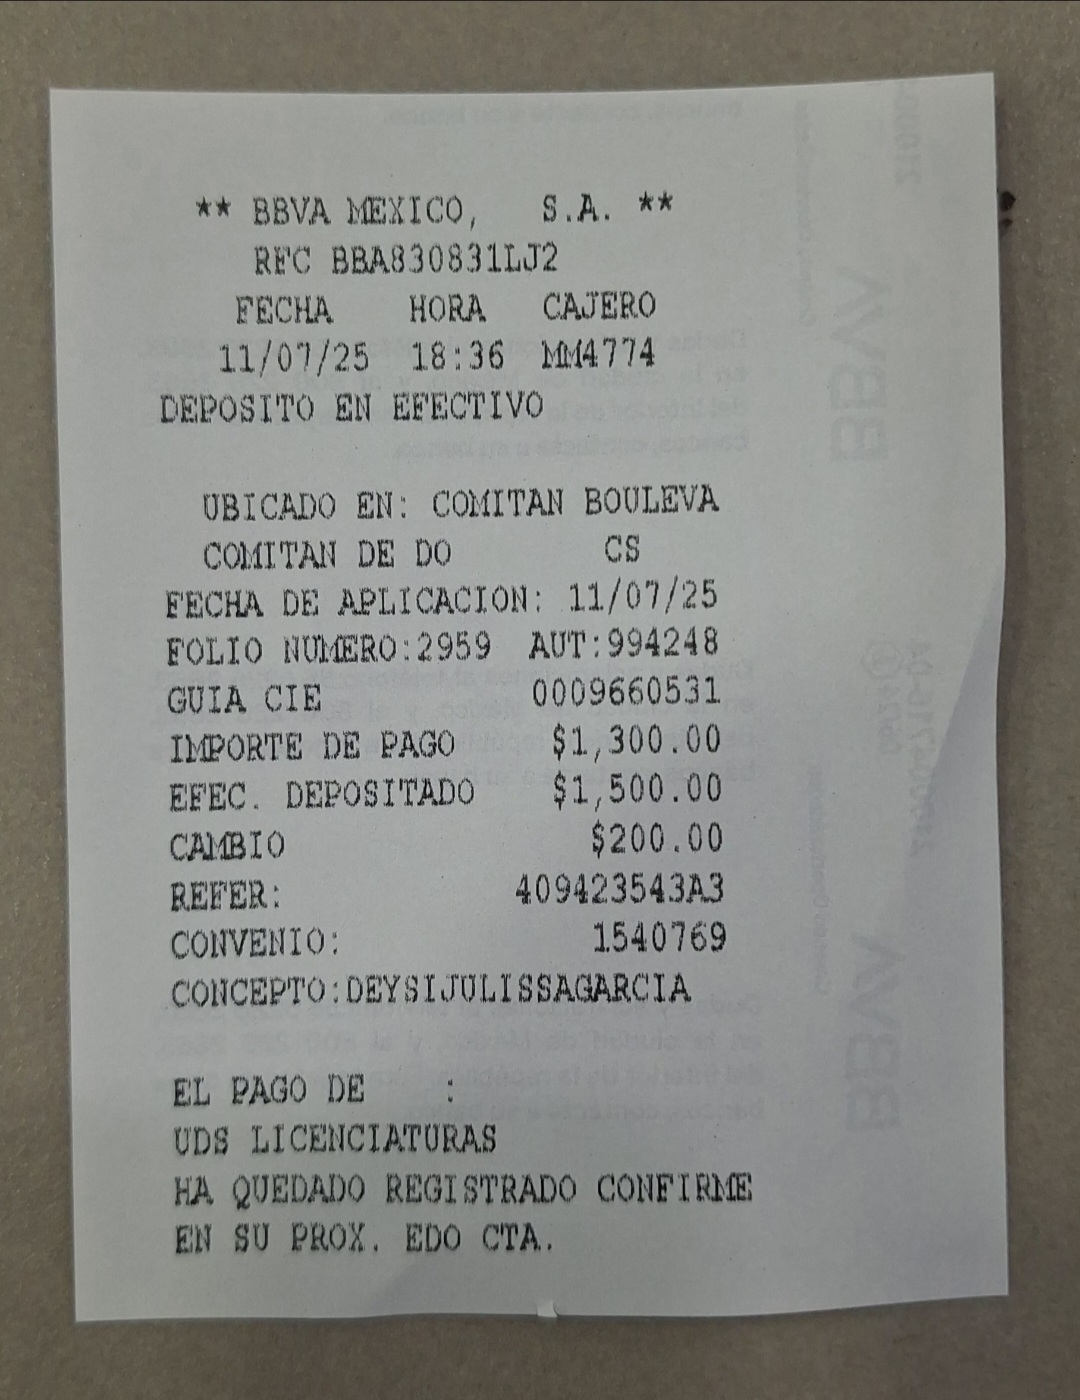 ** BBVA MEXICO, S.A. **
RFC BBA830831LJ2
FECHA HORA CAJERO
11/07/25 18:36 MM4774
DEPOSITO EN EFECTIVO
UBICADO EN: COMITAN BOULEVA
COMITAN DE DO CS
FECHA DE APLICACION: 11/07/25
FOLIO NUMERO:2959 AUT:994248
GUIA CIE 0009660531
IMPORTE DE PAGO $1,300.00
EFEC. DEPOSITADO $1,500.00
CAMBIO $200.00
REFER: 409423543A3
CONVENIO: 1540769
CONCEPTO:DEYSIJULISSAGARCIA
EL PAGO DE :
UDS LICENCIATURAS
HA QUEDADO REGISTRADO CONFIRME
EN SU PROX. EDO CTA.
BBVA
BBVA